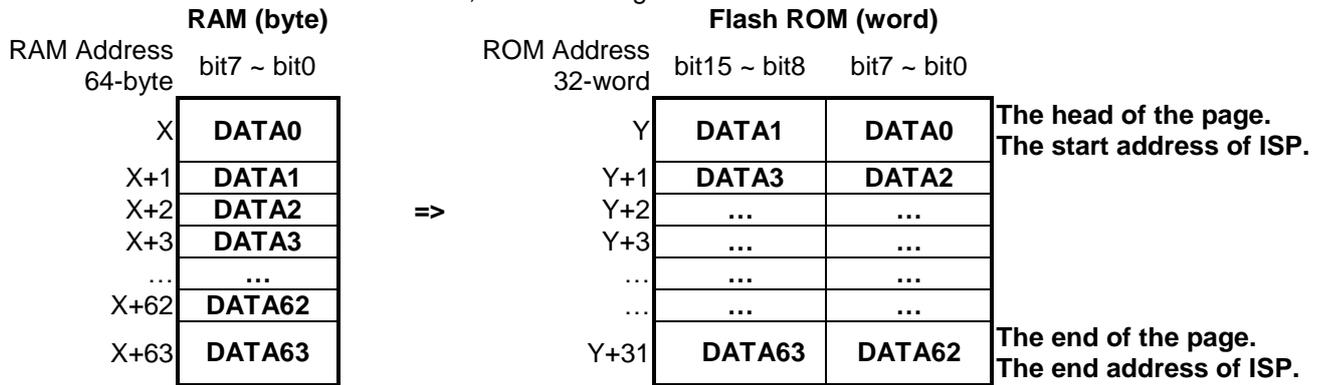 RAM (byte) Flash ROM (word)
RAM Address 64-byte bit7 ~ bit0 ROM Address 32-word bit15 ~ bit8 bit7 ~ bit0
X DATA0 Y DATA1 DATA0 The head of the page. The start address of ISP.
X+1 DATA1 Y+1 DATA3 DATA2
X+2 DATA2 => Y+2 … …
X+3 DATA3 Y+3 … …
… … … … …
X+62 DATA62 … … …
X+63 DATA63 Y+31 DATA63 DATA62 The end of the page. The end address of ISP.